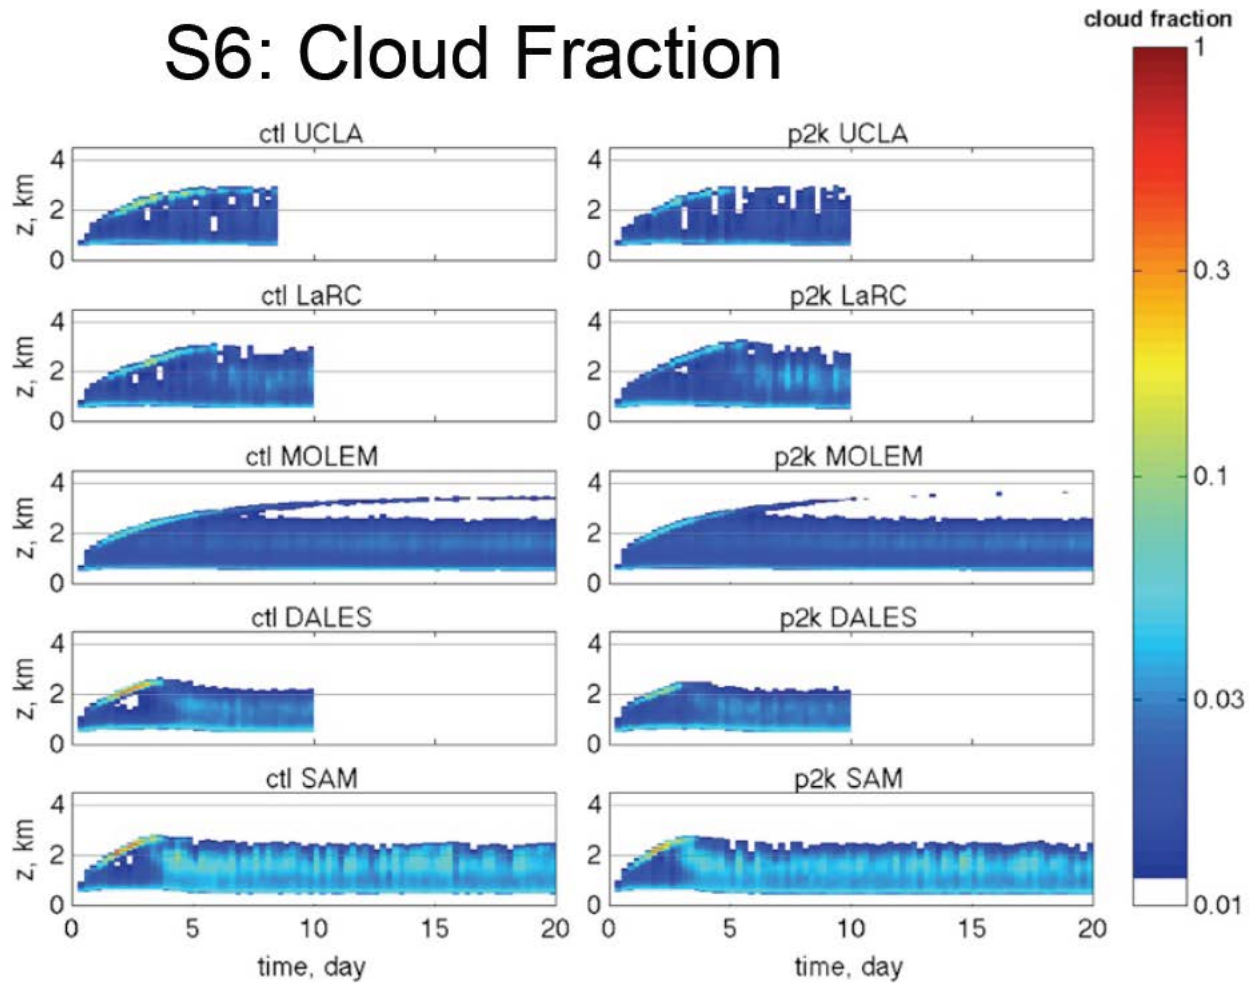 S6: Cloud Fraction
cloud fraction
1
0.3
0.1
0.03
0.01
ctl UCLA
p2k UCLA
z, km
4
2
0
4
2
0
ctl LaRC
p2k LaRC
z, km
4
2
0
4
2
0
ctl MOLEM
p2k MOLEM
z, km
4
2
0
4
2
0
ctl DALES
p2k DALES
z, km
4
2
0
4
2
0
ctl SAM
p2k SAM
z, km
4
2
0
4
2
0
0 5 10 15 20
0 5 10 15 20
time, day
time, day